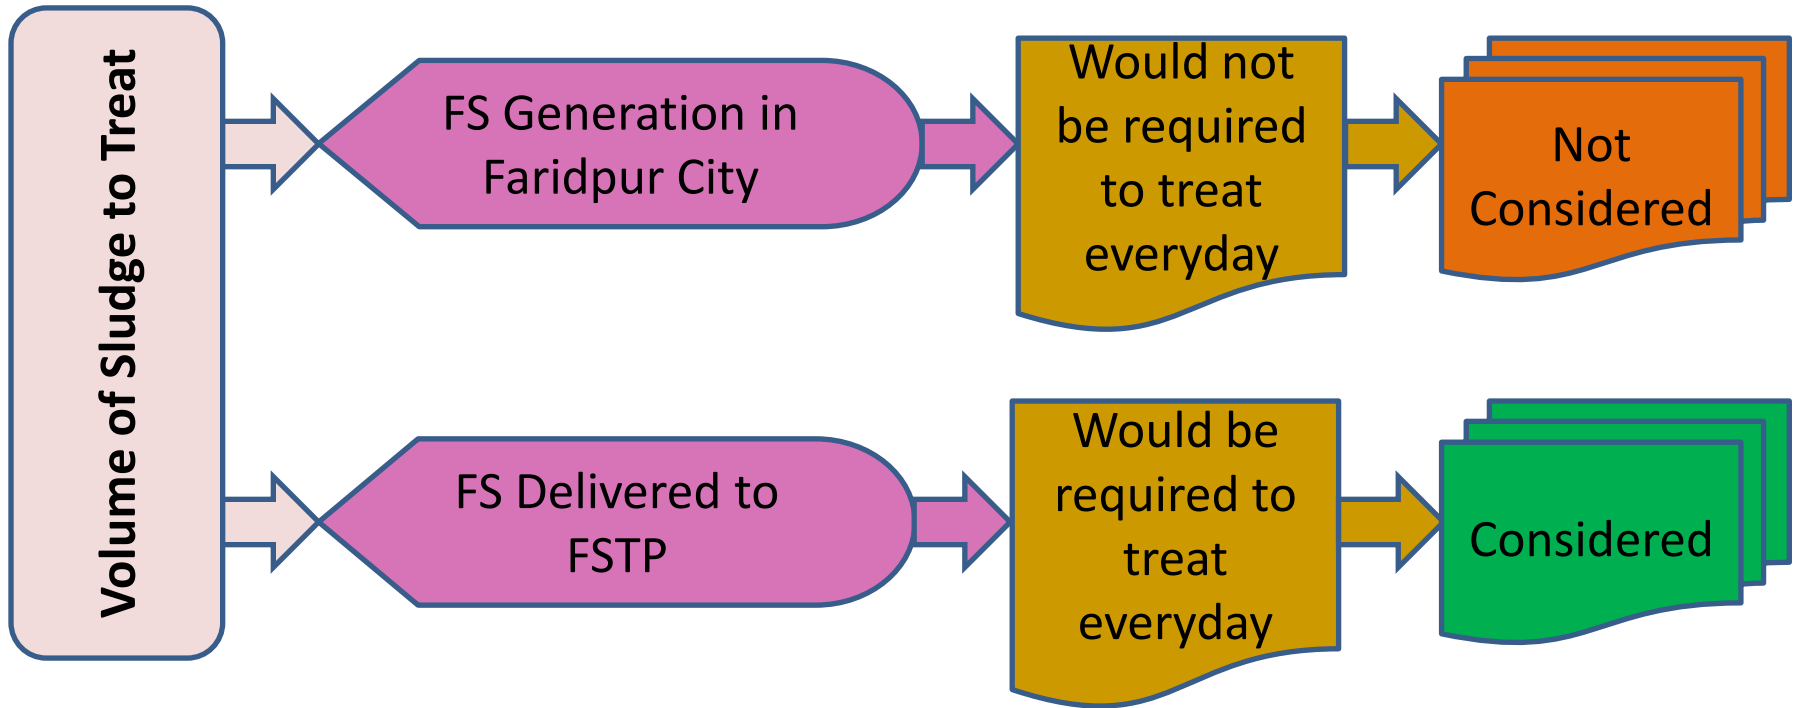 Volume of Sludge to Treat
FS Generation in
Faridpur City
Would not
be required
to treat
everyday
Not
Considered
FS Delivered to
FSTP
Would be
required to
treat
everyday
Considered